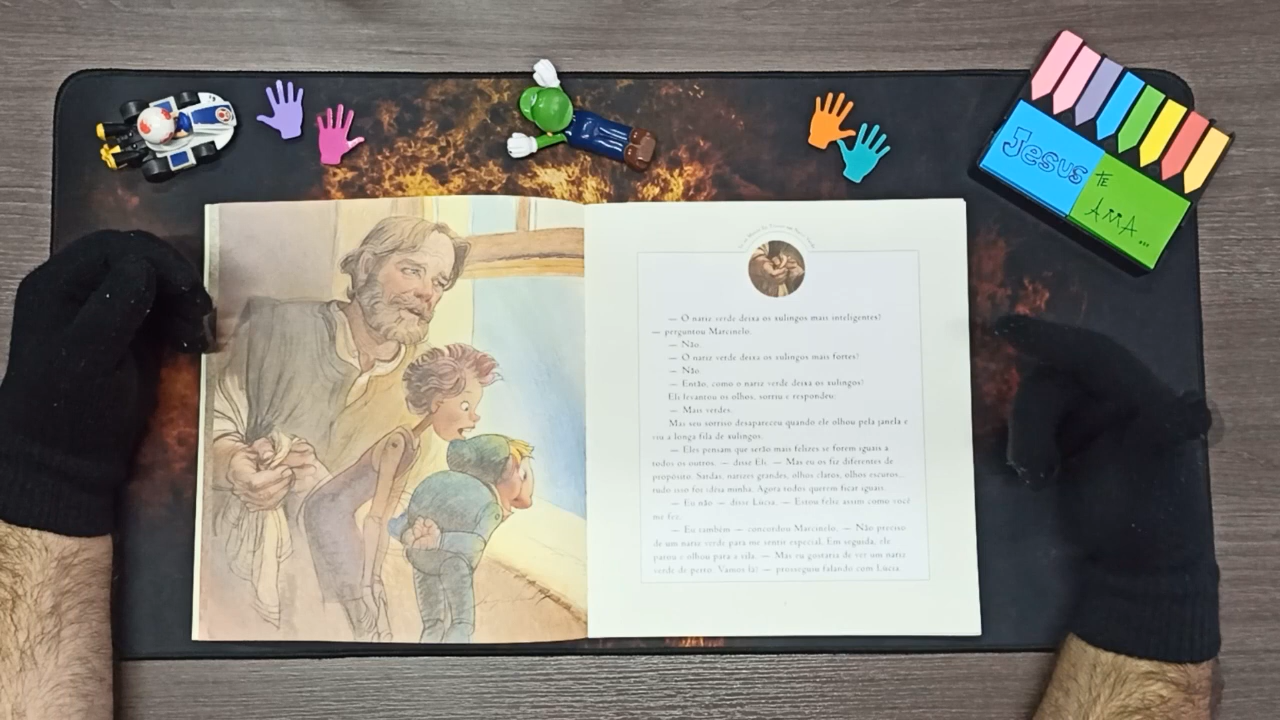 Jesus
TE
AMA...
— O nariz verde deixa os xulingos mais inteligentes?
— perguntou Marcinelo.
— Não.
— O nariz verde deixa os xulingos mais fortes?
— Não.
— Então, como o nariz verde deixa os xulingos?
Eli levantou os olhos, sorriu e respondeu:
— Mais verdes.
Mas seu sorriso desapareceu quando ele olhou pela janela e
viu a longa fila de xulingos.
— Eles pensam que serão mais felizes se forem iguais a
todos os outros. — disse Eli. — Mas eu os fiz diferentes de
propósito. Sardas, narizes grandes, olhos claros, olhos escuros...
tudo isso foi ideia minha. Agora todos querem ficar iguais.
— Eu não — disse Lúcia. — Estou feliz assim como você
me fez.
— Eu também — concordou Marcinelo. — Não preciso
de um nariz verde para me sentir especial. Em seguida, ele
parou e olhou para a vila. — Mas eu gostaria de ver um nariz
verde de perto. Vamos lá? — prosseguiu falando com Lúcia.